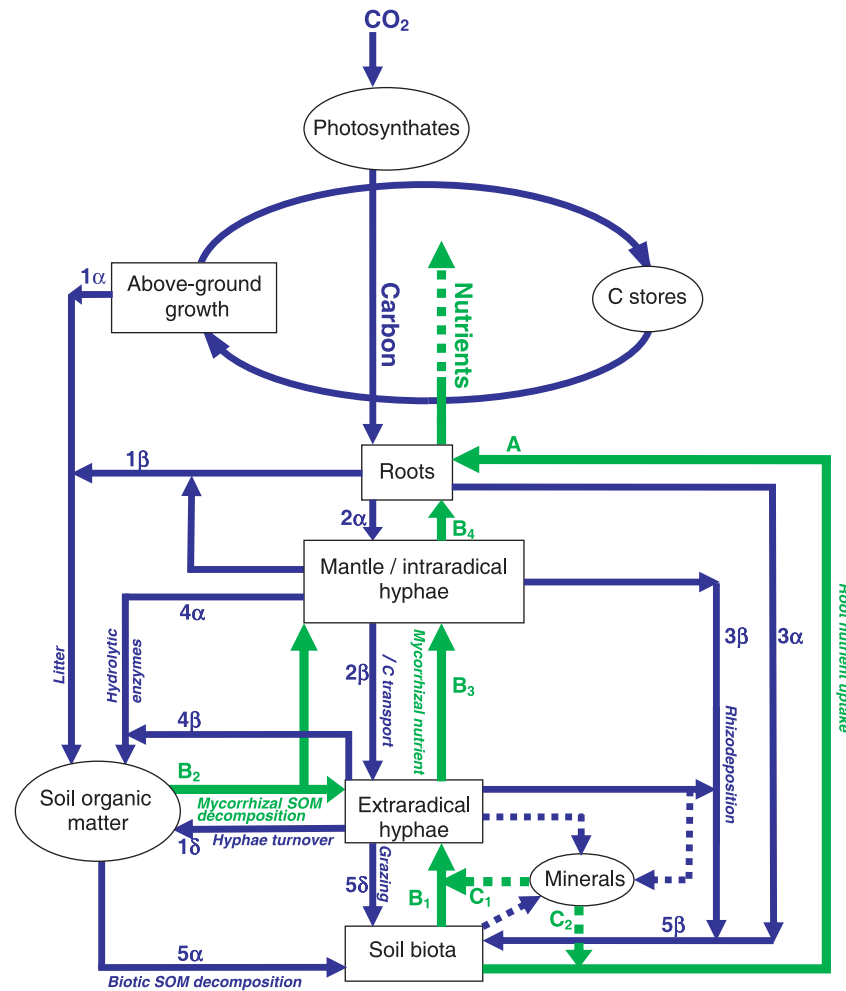 CO₂
Photosynthates
1α
Above-ground
growth
C stores
Carbon
Nutrients
A
1β
Roots
2α
B₄
Mantle / intraradical
hyphae
4α
3β
3α
Root nutrient uptake
Litter
Hydrolytic
enzymes
2β
/ C transport
Mycorrhizal nutrient
B₃
4β
Rhizodeposition
B₂
Soil organic
matter
Mycorrhizal SOM
decomposition
Extraradical
hyphae
1δ
Hyphae turnover
Grazing
5δ
B₁
C₁
Minerals
C₂
5β
5α
Soil biota
Biotic SOM decomposition